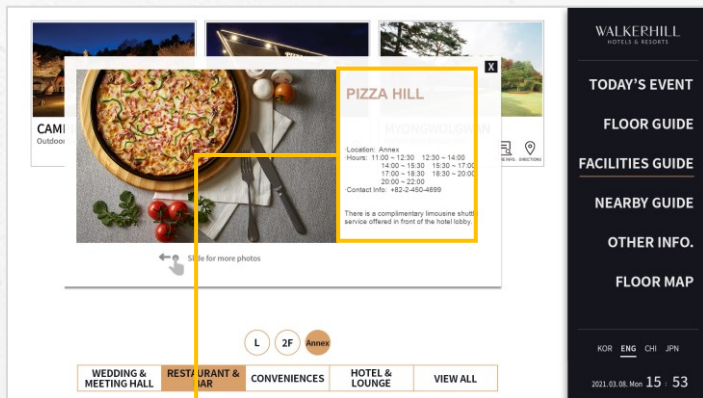 WALKERHILL
HOTELS & RESORTS
TODAY'S EVENT
FLOOR GUIDE
FACILITIES GUIDE
NEARBY GUIDE
OTHER INFO.
FLOOR MAP
KOR ENG CHI JPN
2021.03.08. Mon 15 : 53
X
PIZZA HILL
·Location: Annex
·Hours: 11:00 ~ 12:30 12:30 ~ 14:00
14:00 ~ 15:30 15:30 ~ 17:00
17:00 ~ 18:30 18:30 ~ 20:00
20:00 ~ 22:00
·Contact Info: +82-2-450-4699
There is a complimentary limousine shuttle
service offered in front of the hotel lobby.
CAM
Outdoor
MYONGWOLGWAN
DIRECTIONS
Slide for more photos
L 2F Annex
WEDDING &
MEETING HALL
RESTAURANT &
BAR
CONVENIENCES
HOTEL &
LOUNGE
VIEW ALL